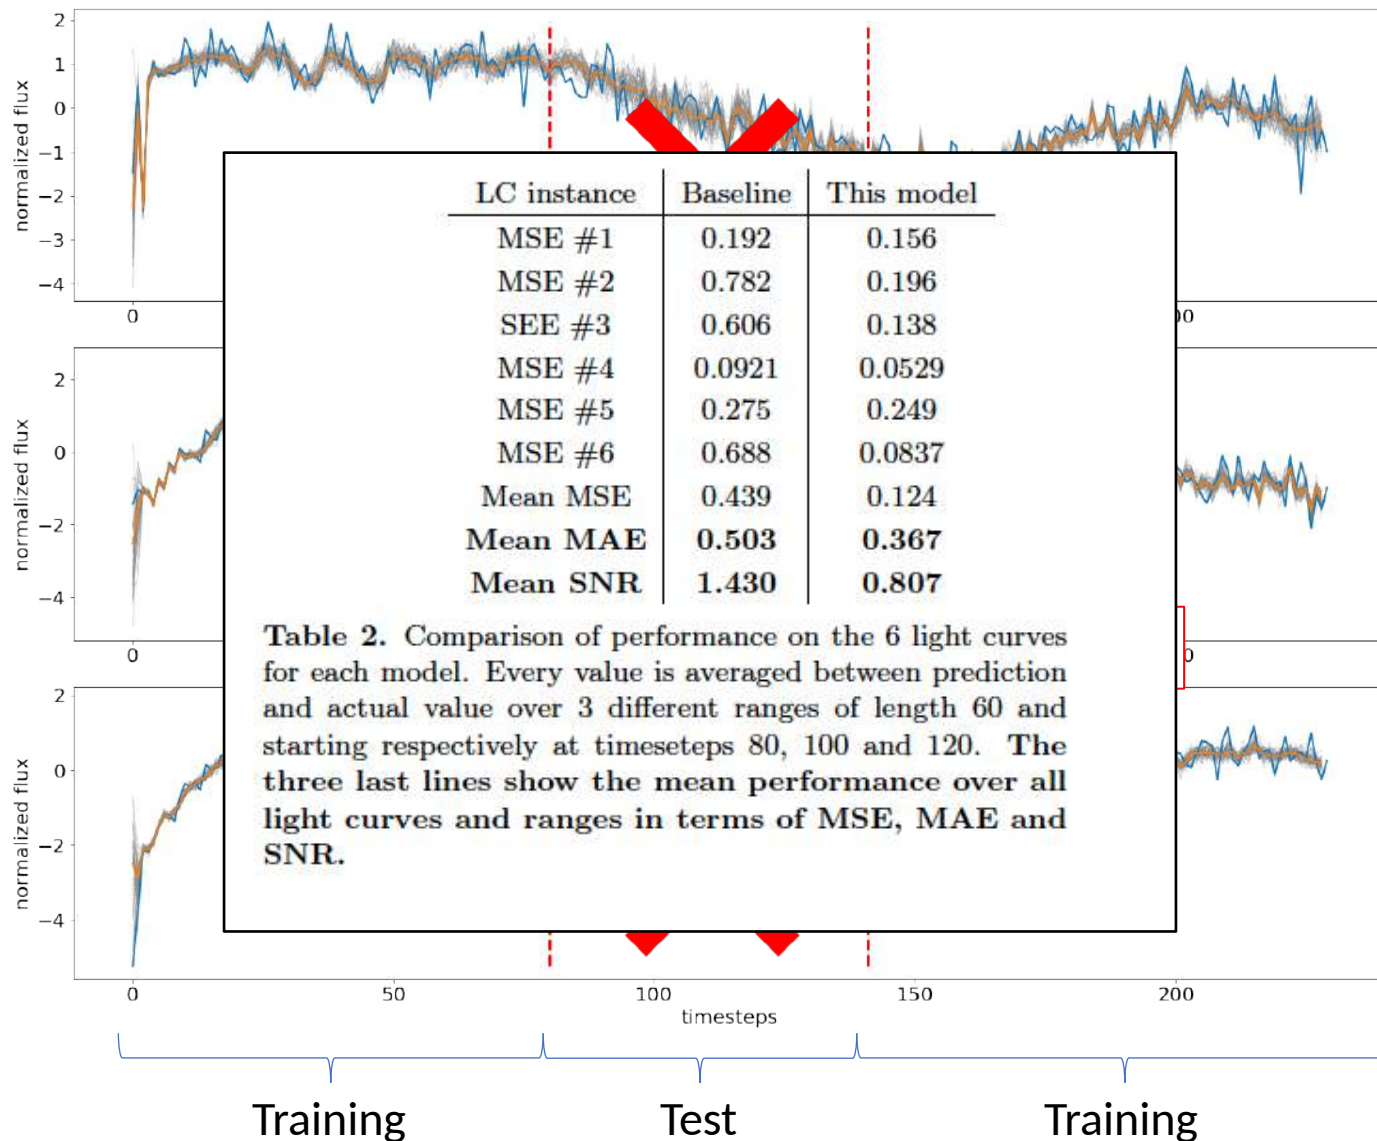 2
1
0
−1
−2
−3
−4
normalized flux
0
00
LC instance Baseline This model
MSE #1 0.192 0.156
MSE #2 0.782 0.196
SEE #3 0.606 0.138
MSE #4 0.0921 0.0529
MSE #5 0.275 0.249
MSE #6 0.688 0.0837
Mean MSE 0.439 0.124
Mean MAE 0.503 0.367
Mean SNR 1.430 0.807
Table 2. Comparison of performance on the 6 light curves
for each model. Every value is averaged between prediction
and actual value over 3 different ranges of length 60 and
starting respectively at timeseteps 80, 100 and 120. The
three last lines show the mean performance over all
light curves and ranges in terms of MSE, MAE and
SNR.
2
0
−2
−4
normalized flux
0
0
2
0
−2
−4
normalized flux
0 50 100 150 200
timesteps
Training Test Training